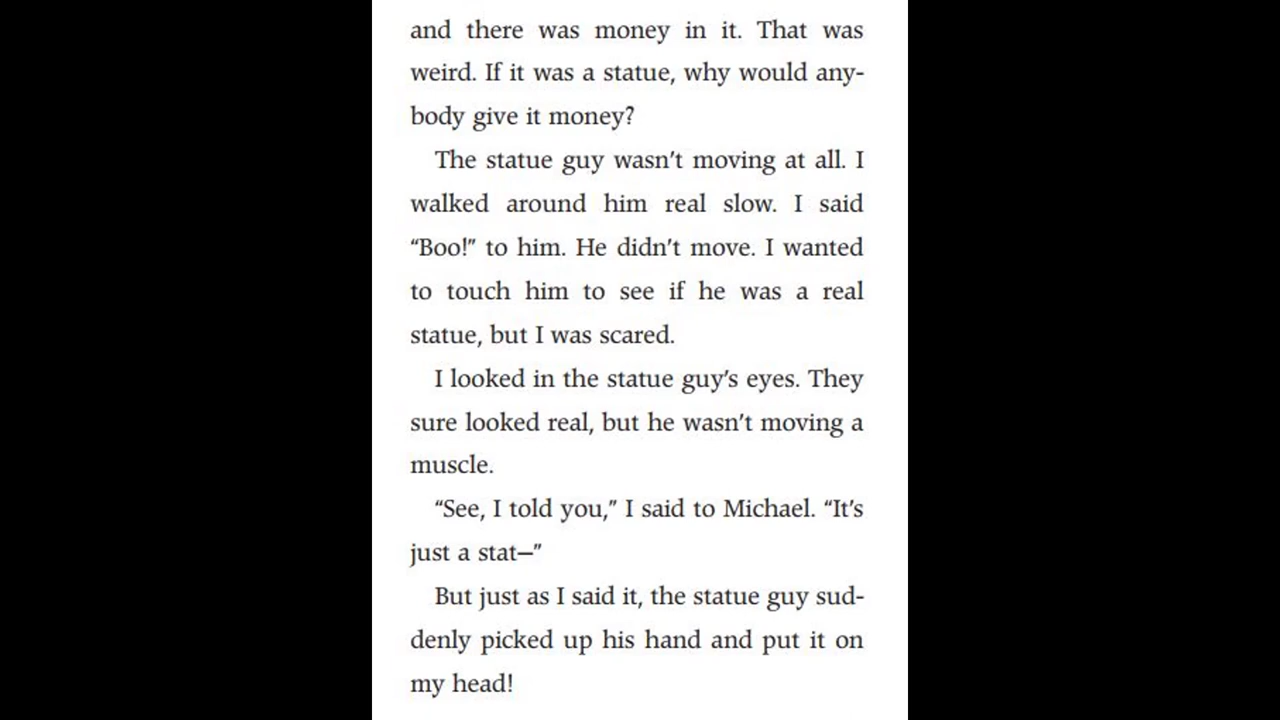 and there was money in it. That was
weird. If it was a statue, why would any-
body give it money?
The statue guy wasn’t moving at all. I
walked around him real slow. I said
“Boo!” to him. He didn’t move. I wanted
to touch him to see if he was a real
statue, but I was scared.
I looked in the statue guy’s eyes. They
sure looked real, but he wasn’t moving a
muscle.
“See, I told you,” I said to Michael. “It’s
just a stat—”
But just as I said it, the statue guy sud-
denly picked up his hand and put it on
my head!